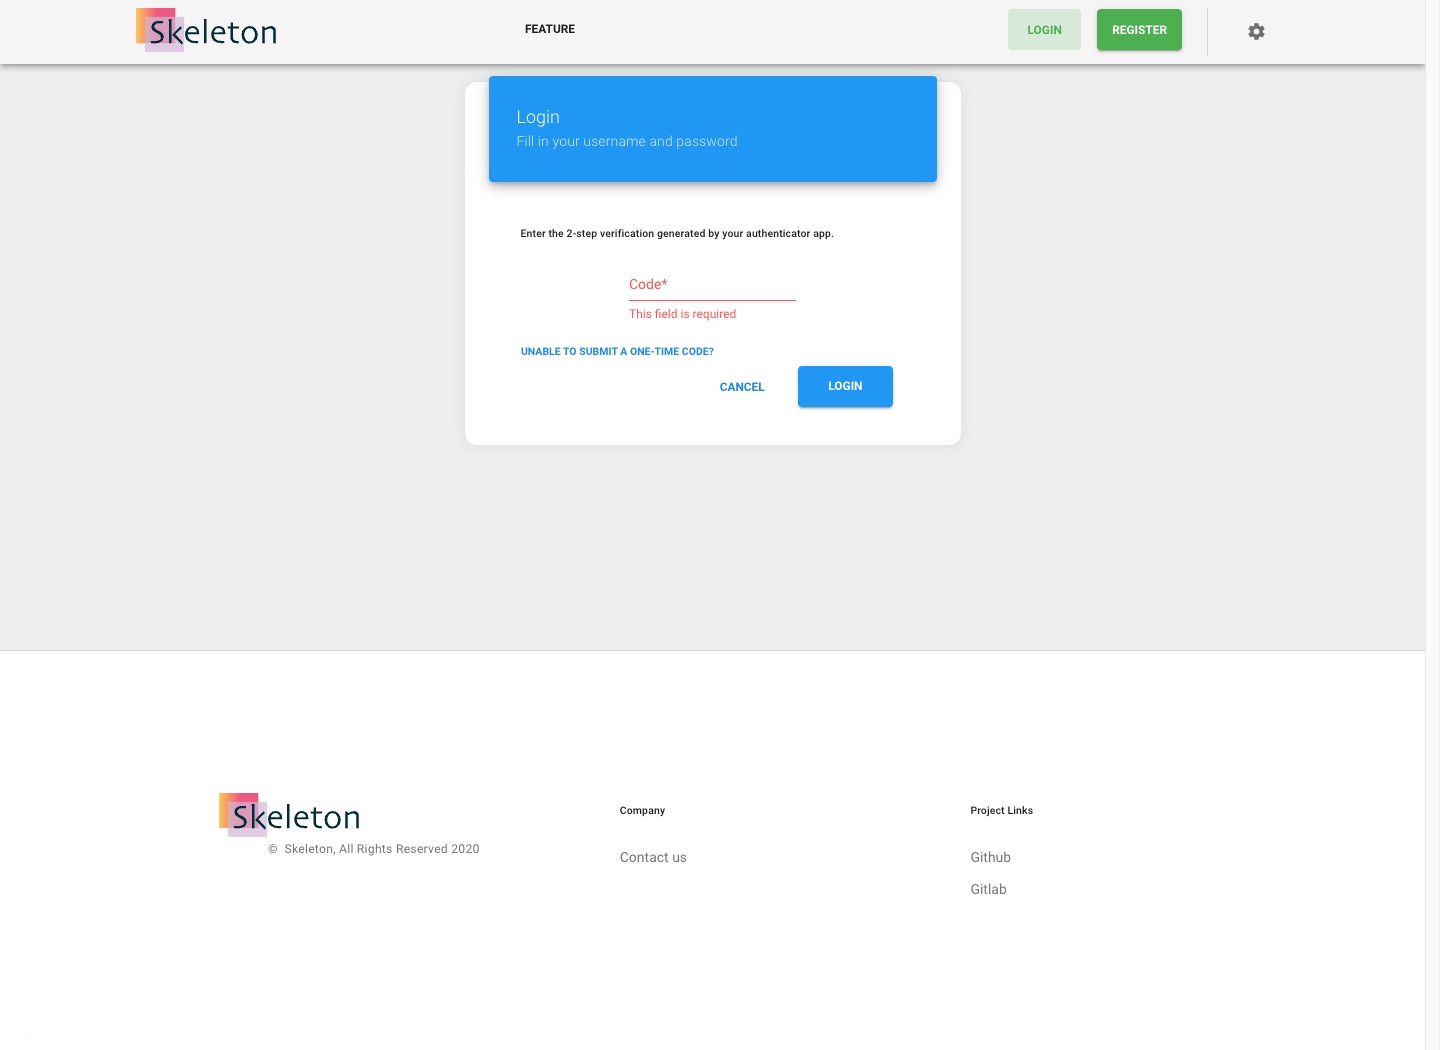 Skeleton
FEATURE
LOGIN
REGISTER
Login
Fill in your username and password
Enter the 2-step verification generated by your authenticator app.
Code*
This field is required
UNABLE TO SUBMIT A ONE-TIME CODE?
CANCEL
LOGIN
Skeleton
© Skeleton, All Rights Reserved 2020
Company
Contact us
Project Links
Github
Gitlab